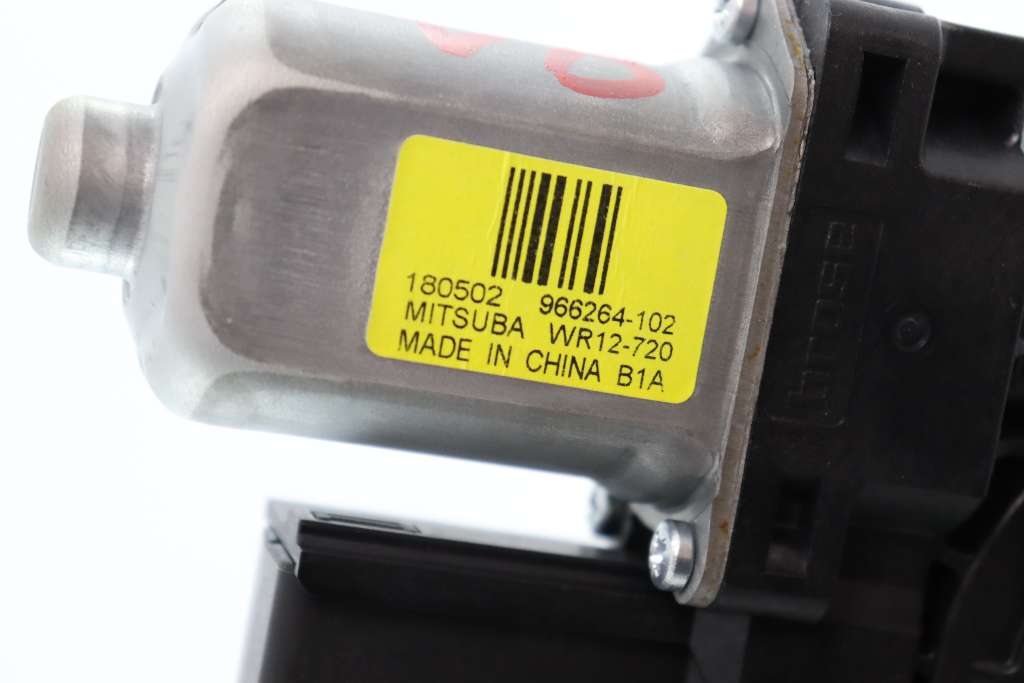 180502 966264-102
MITSUBA WR12-720
MADE IN CHINA B1A